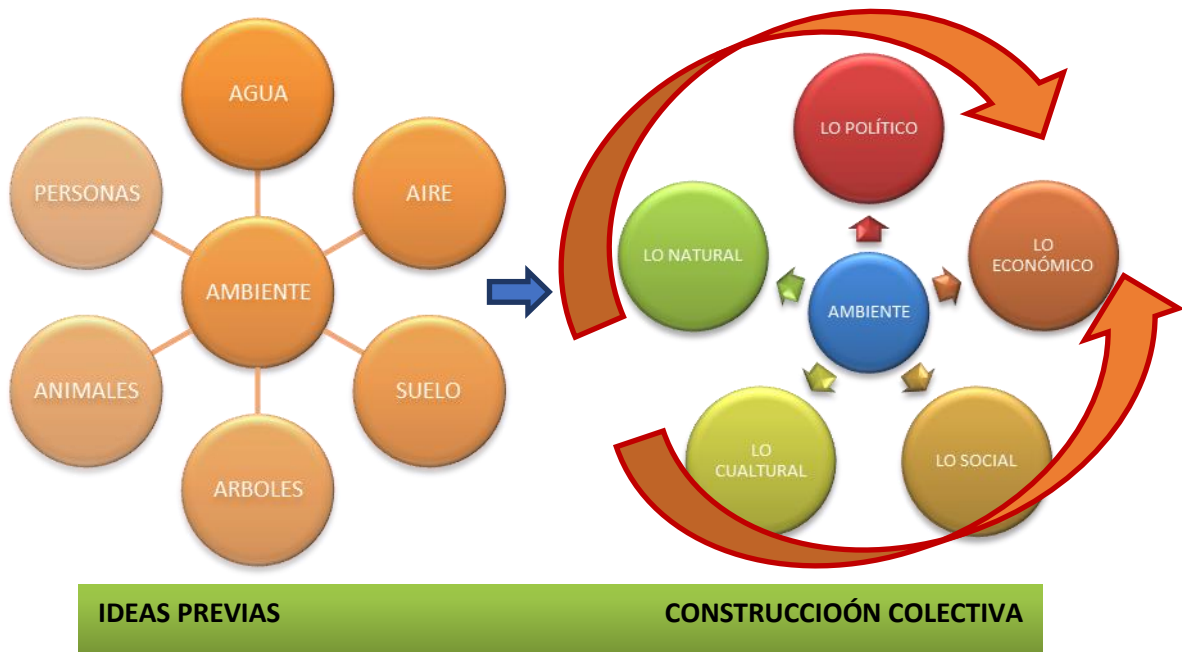 AGUA
PERSONAS
AIRE
AMBIENTE
ANIMALES
SUELO
ARBOLES
LO POLÍTICO
LO NATURAL
LO
ECONÓMICO
AMBIENTE
LO
CUALTURAL
LO SOCIAL
IDEAS PREVIAS
CONSTRUCCIOÓN COLECTIVA